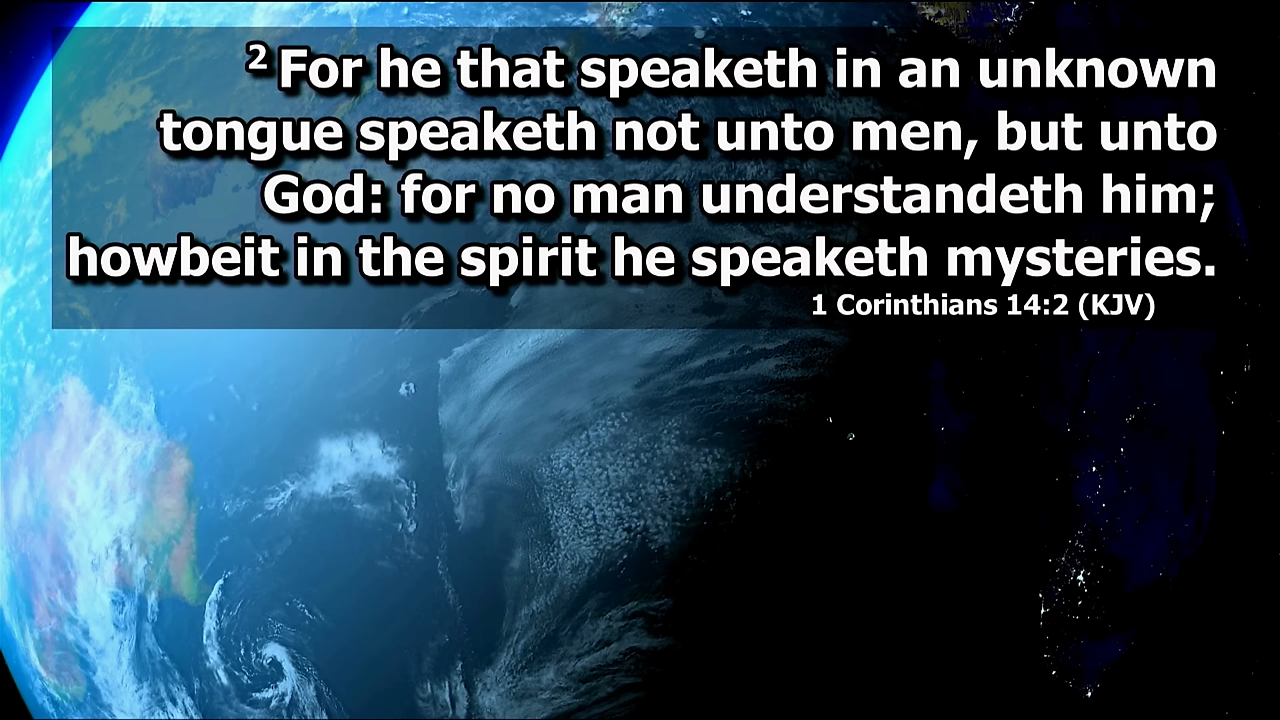 2 For he that speaketh in an unknown
tongue speaketh not unto men, but unto
God: for no man understandeth him;
howbeit in the spirit he speaketh mysteries.
1 Corinthians 14:2 (KJV)